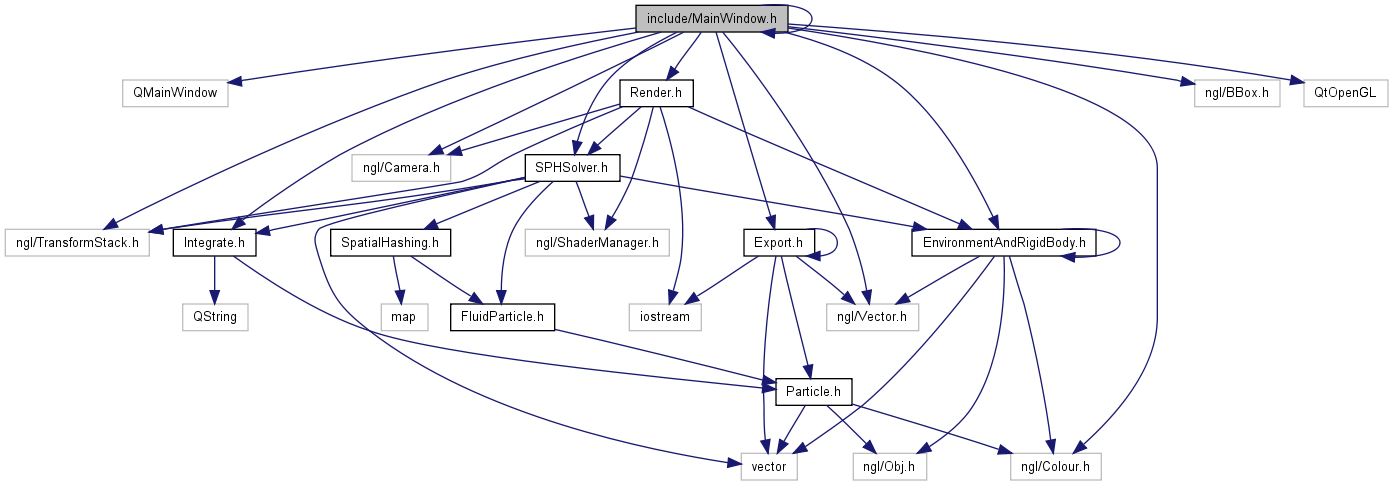 include/MainWindow.h
QMainWindow
Render.h
ngl/BBox.h
QtOpenGL
ngl/Camera.h
SPHSolver.h
ngl/TransformStack.h
Integrate.h
SpatialHashing.h
ngl/ShaderManager.h
Export.h
EnvironmentAndRigidBody.h
QString
map
FluidParticle.h
iostream
ngl/Vector.h
Particle.h
vector
ngl/Obj.h
ngl/Colour.h